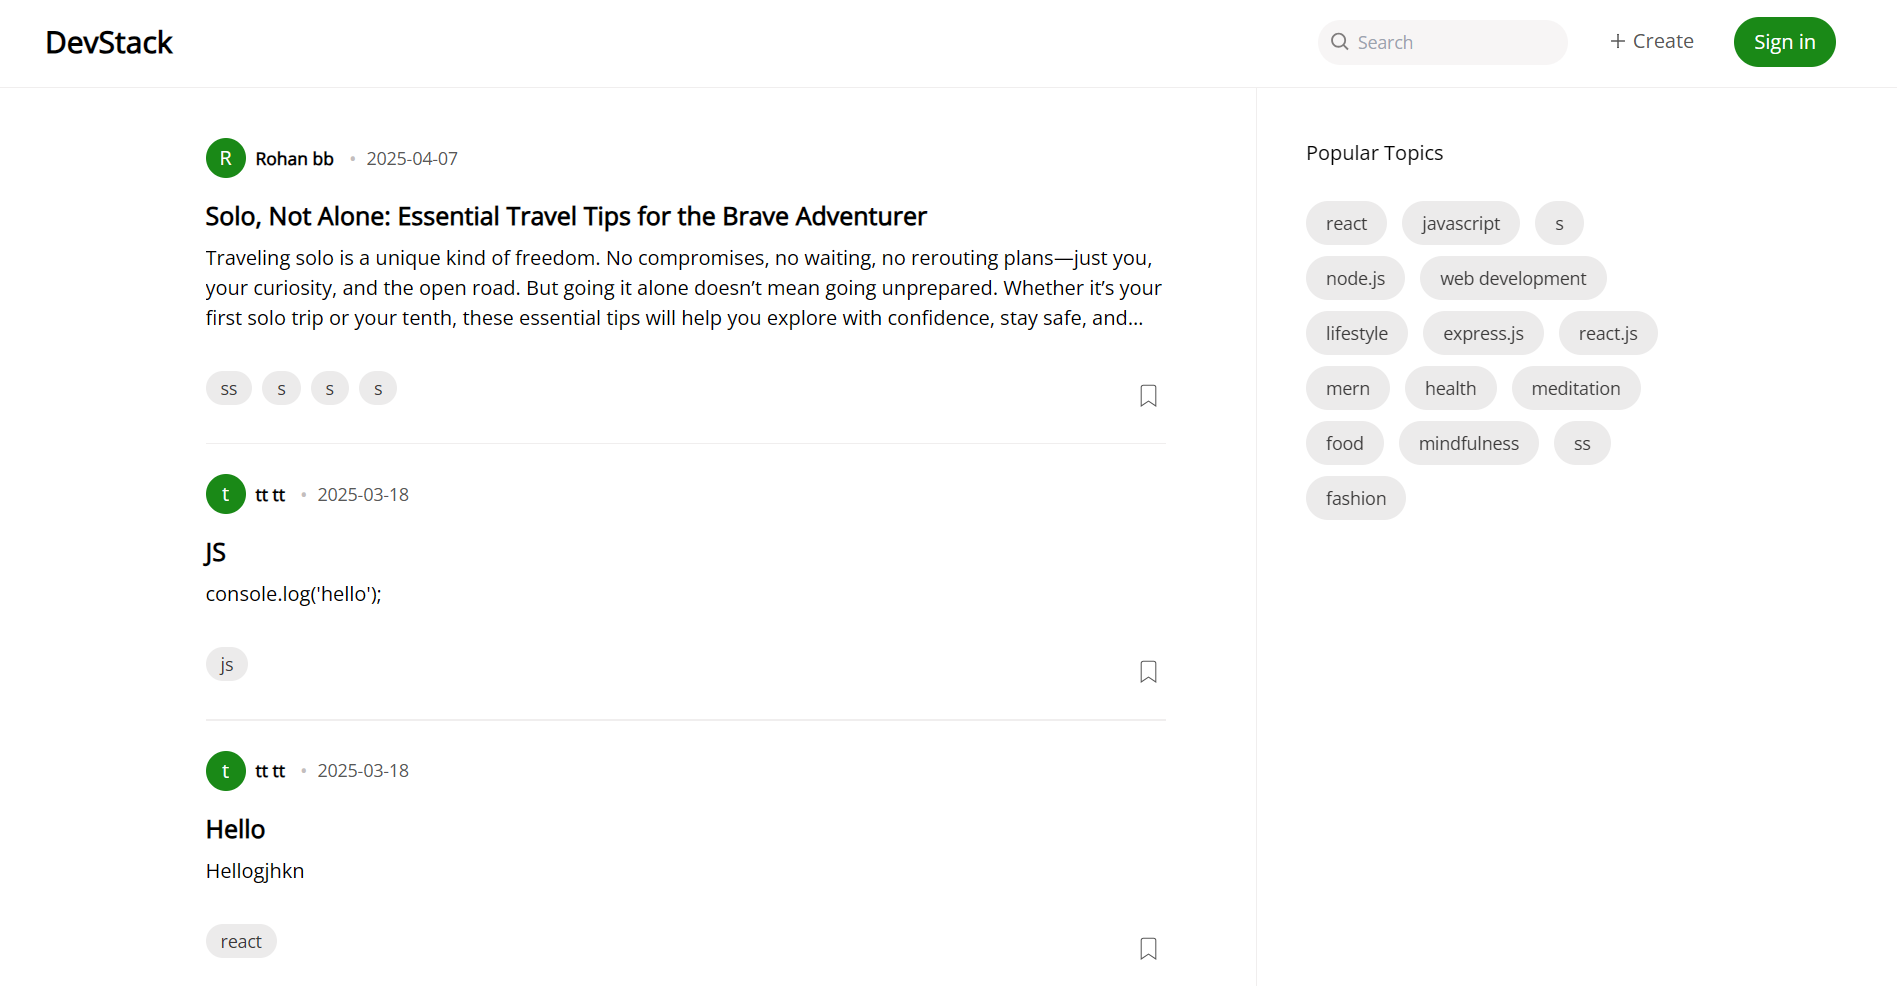 DevStack
Search
+ Create
Sign in
R Rohan bb • 2025-04-07
Solo, Not Alone: Essential Travel Tips for the Brave Adventurer
Traveling solo is a unique kind of freedom. No compromises, no waiting, no rerouting plans—just you,
your curiosity, and the open road. But going it alone doesn’t mean going unprepared. Whether it’s your
first solo trip or your tenth, these essential tips will help you explore with confidence, stay safe, and...
ss s s s
t tt tt • 2025-03-18
JS
console.log('hello');
js
t tt tt • 2025-03-18
Hello
Hellogjhkn
react
Popular Topics
react javascript s
node.js web development
lifestyle express.js react.js
mern health meditation
food mindfulness ss
fashion